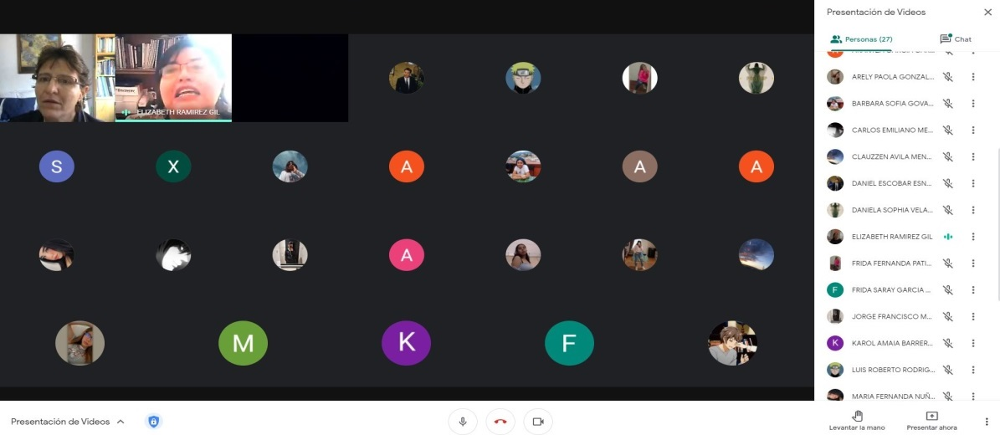 Presentación de Videos
Personas (27)
Chat
ARELY PAOLA GONZAL...
BARBARA SOFIA GOVA...
CARLOS EMILIANO ME...
CLAUZZEN AVILA MEN...
DANIEL ESCOBAR ESN...
DANIELA SOPHIA VELA...
ELIZABETH RAMIREZ GIL
FRIDA FERNANDA PATI...
F FRIDA SARAY GARCIA ...
JORGE FRANCISCO M...
K KAROL AMAIA BARRER...
LUIS ROBERTO RODRIG...
MARIA FERNANDA NUÑ...
Levantar la mano
Presentar ahora
ELIZABETH RAMIREZ GIL
S X A A A
A
M K F
Presentación de Videos